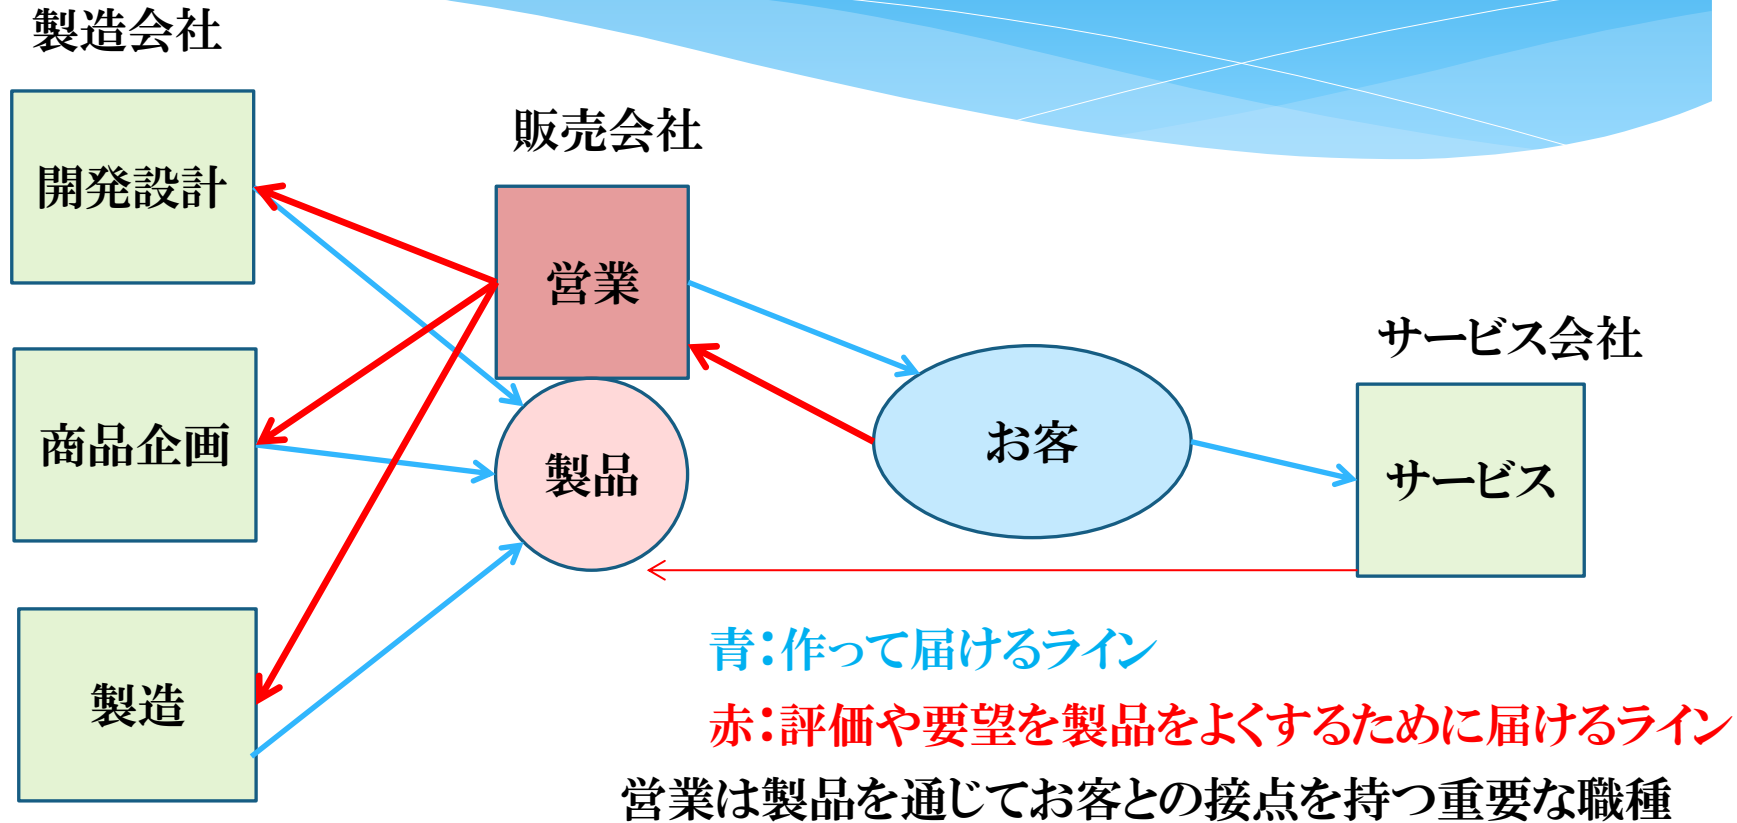 製造会社
開発設計
商品企画
製造
販売会社
営業
製品
お客
サービス会社
サービス
青：作って届けるライン
赤：評価や要望を製品をよくするために届けるライン
営業は製品を通じてお客との接点を持つ重要な職種